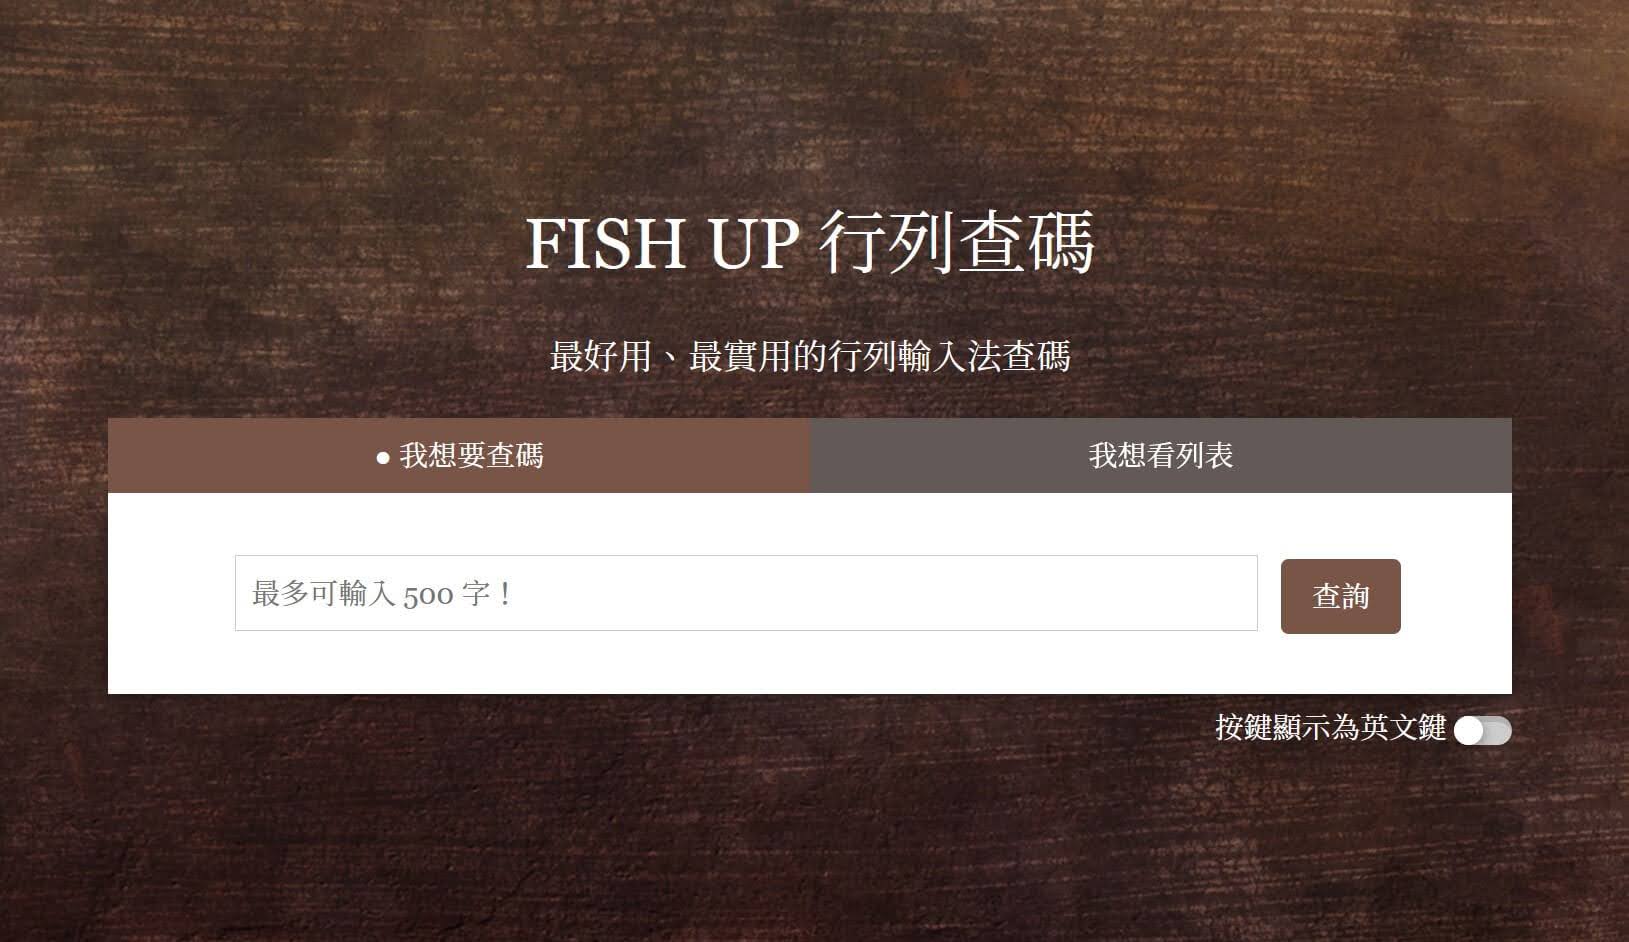 FISH UP 行列查碼
最好用、最實用的行列輸入法查碼
● 我想要查碼
我想看列表
最多可輸入 500 字！
查詢
按鍵顯示為英文鍵